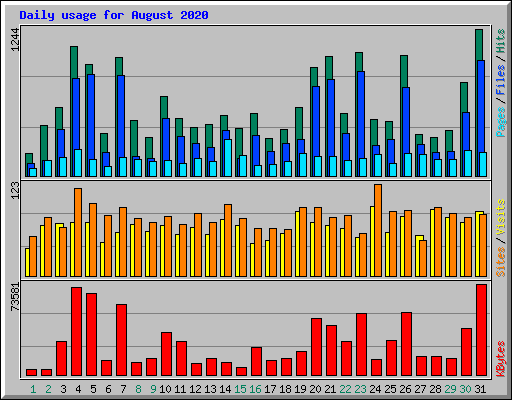 Daily usage for August 2020
1244
Pages/Files/Hits
123
Sites/Visits
73581
KBytes
1 2 3 4 5 6 7 8 9 10 11 12 13 14 15 16 17 18 19 20 21 22 23 24 25 26 27 28 29 30 31